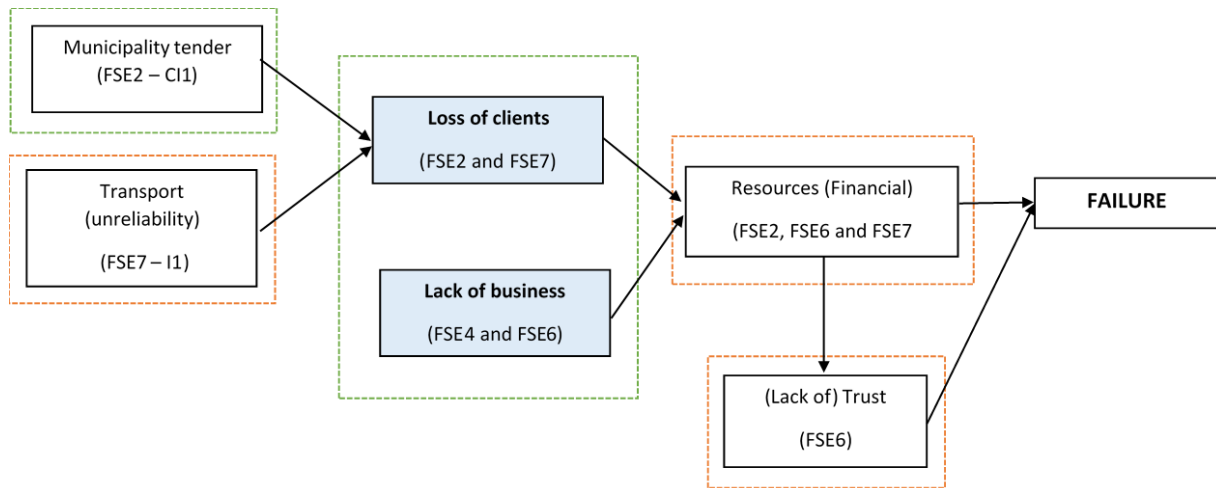 Municipality tender
(FSE2 – CI1)
Transport
(unreliability)
(FSE7 – I1)
Loss of clients
(FSE2 and FSE7)
Lack of business
(FSE4 and FSE6)
Resources (Financial)
(FSE2, FSE6 and FSE7
(Lack of) Trust
(FSE6)
FAILURE